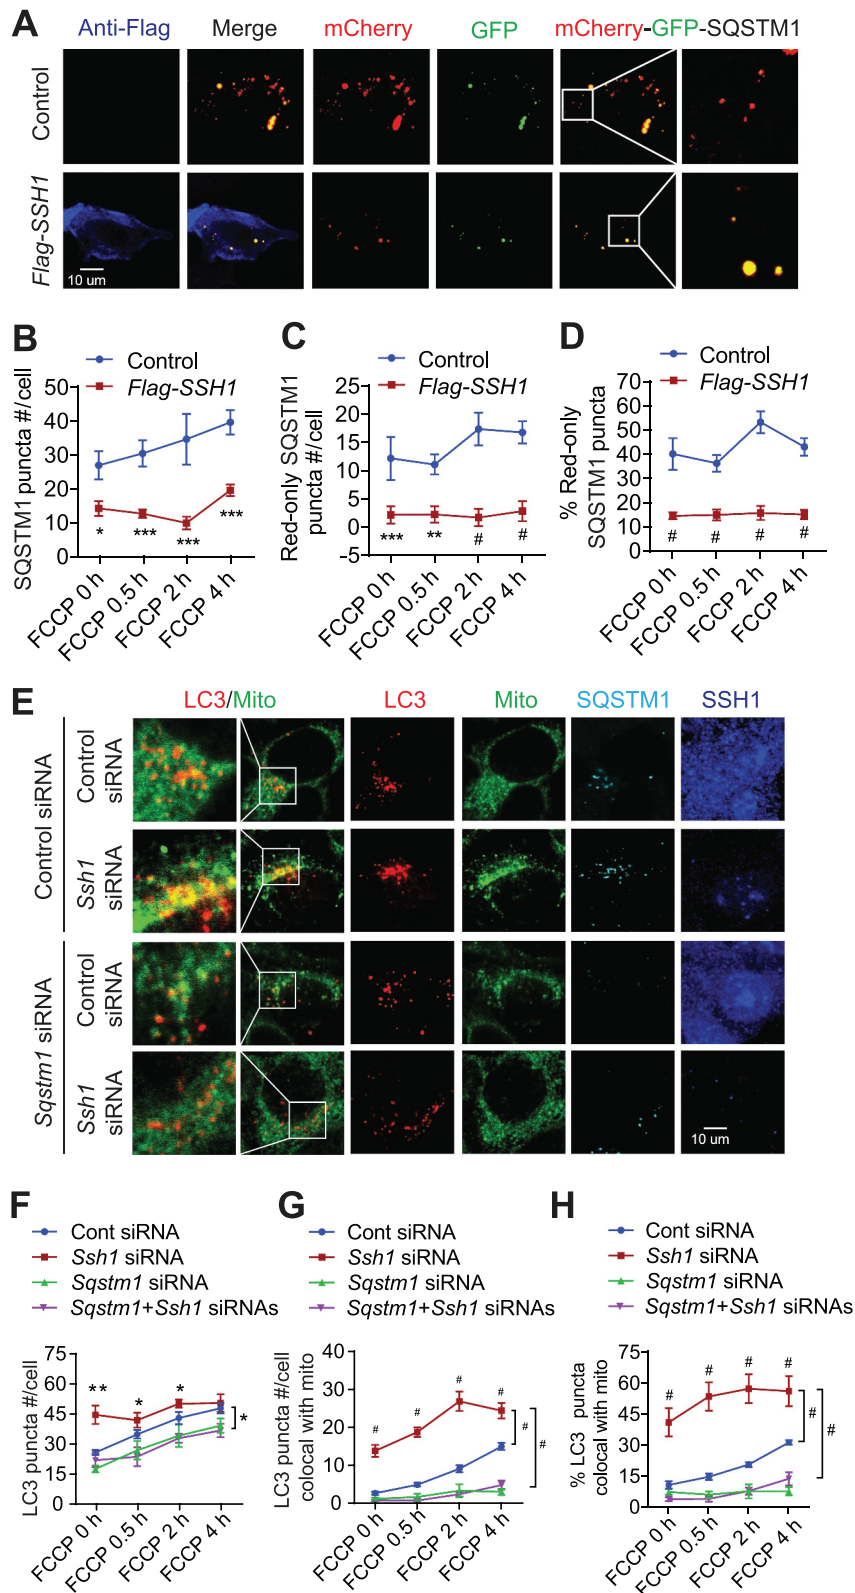 A
Anti-Flag Merge mCherry GFP mCherry-GFP-SQSTM1
Control
Flag-SSH1
10 um
B
Control
Flag-SSH1
SQSTM1 puncta #/cell
50
40
30
20
10
0
* *** *** ***
FCCP 0 h FCCP 0.5 h FCCP 2 h FCCP 4 h
C
Control
Flag-SSH1
Red-only SQSTM1
puncta #/cell
25
20
15
10
5
0
-5
*** ** # #
FCCP 0 h FCCP 0.5 h FCCP 2 h FCCP 4 h
D
Control
Flag-SSH1
% Red-only
SQSTM1 puncta
70
60
50
40
30
20
10
0
# # # #
FCCP 0 h FCCP 0.5 h FCCP 2 h FCCP 4 h
E
LC3/Mito LC3 Mito SQSTM1 SSH1
Control siRNA
Control
siRNA
Ssh1
siRNA
Sqstm1 siRNA
Control
siRNA
Ssh1
siRNA
10 um
F
Cont siRNA
Ssh1 siRNA
Sqstm1 siRNA
Sqstm1+Ssh1 siRNAs
LC3 puncta #/cell
75
60
45
30
15
0
** * * *
FCCP 0 h FCCP 0.5 h FCCP 2 h FCCP 4 h
G
Cont siRNA
Ssh1 siRNA
Sqstm1 siRNA
Sqstm1+Ssh1 siRNAs
LC3 puncta #/cell
colocal with mito
40
30
20
10
0
# # # # # #
FCCP 0 h FCCP 0.5 h FCCP 2 h FCCP 4 h
H
Cont siRNA
Ssh1 siRNA
Sqstm1 siRNA
Sqstm1+Ssh1 siRNAs
% LC3 puncta
colocal with mito
75
60
45
30
15
0
# # # # # #
FCCP 0 h FCCP 0.5 h FCCP 2 h FCCP 4 h